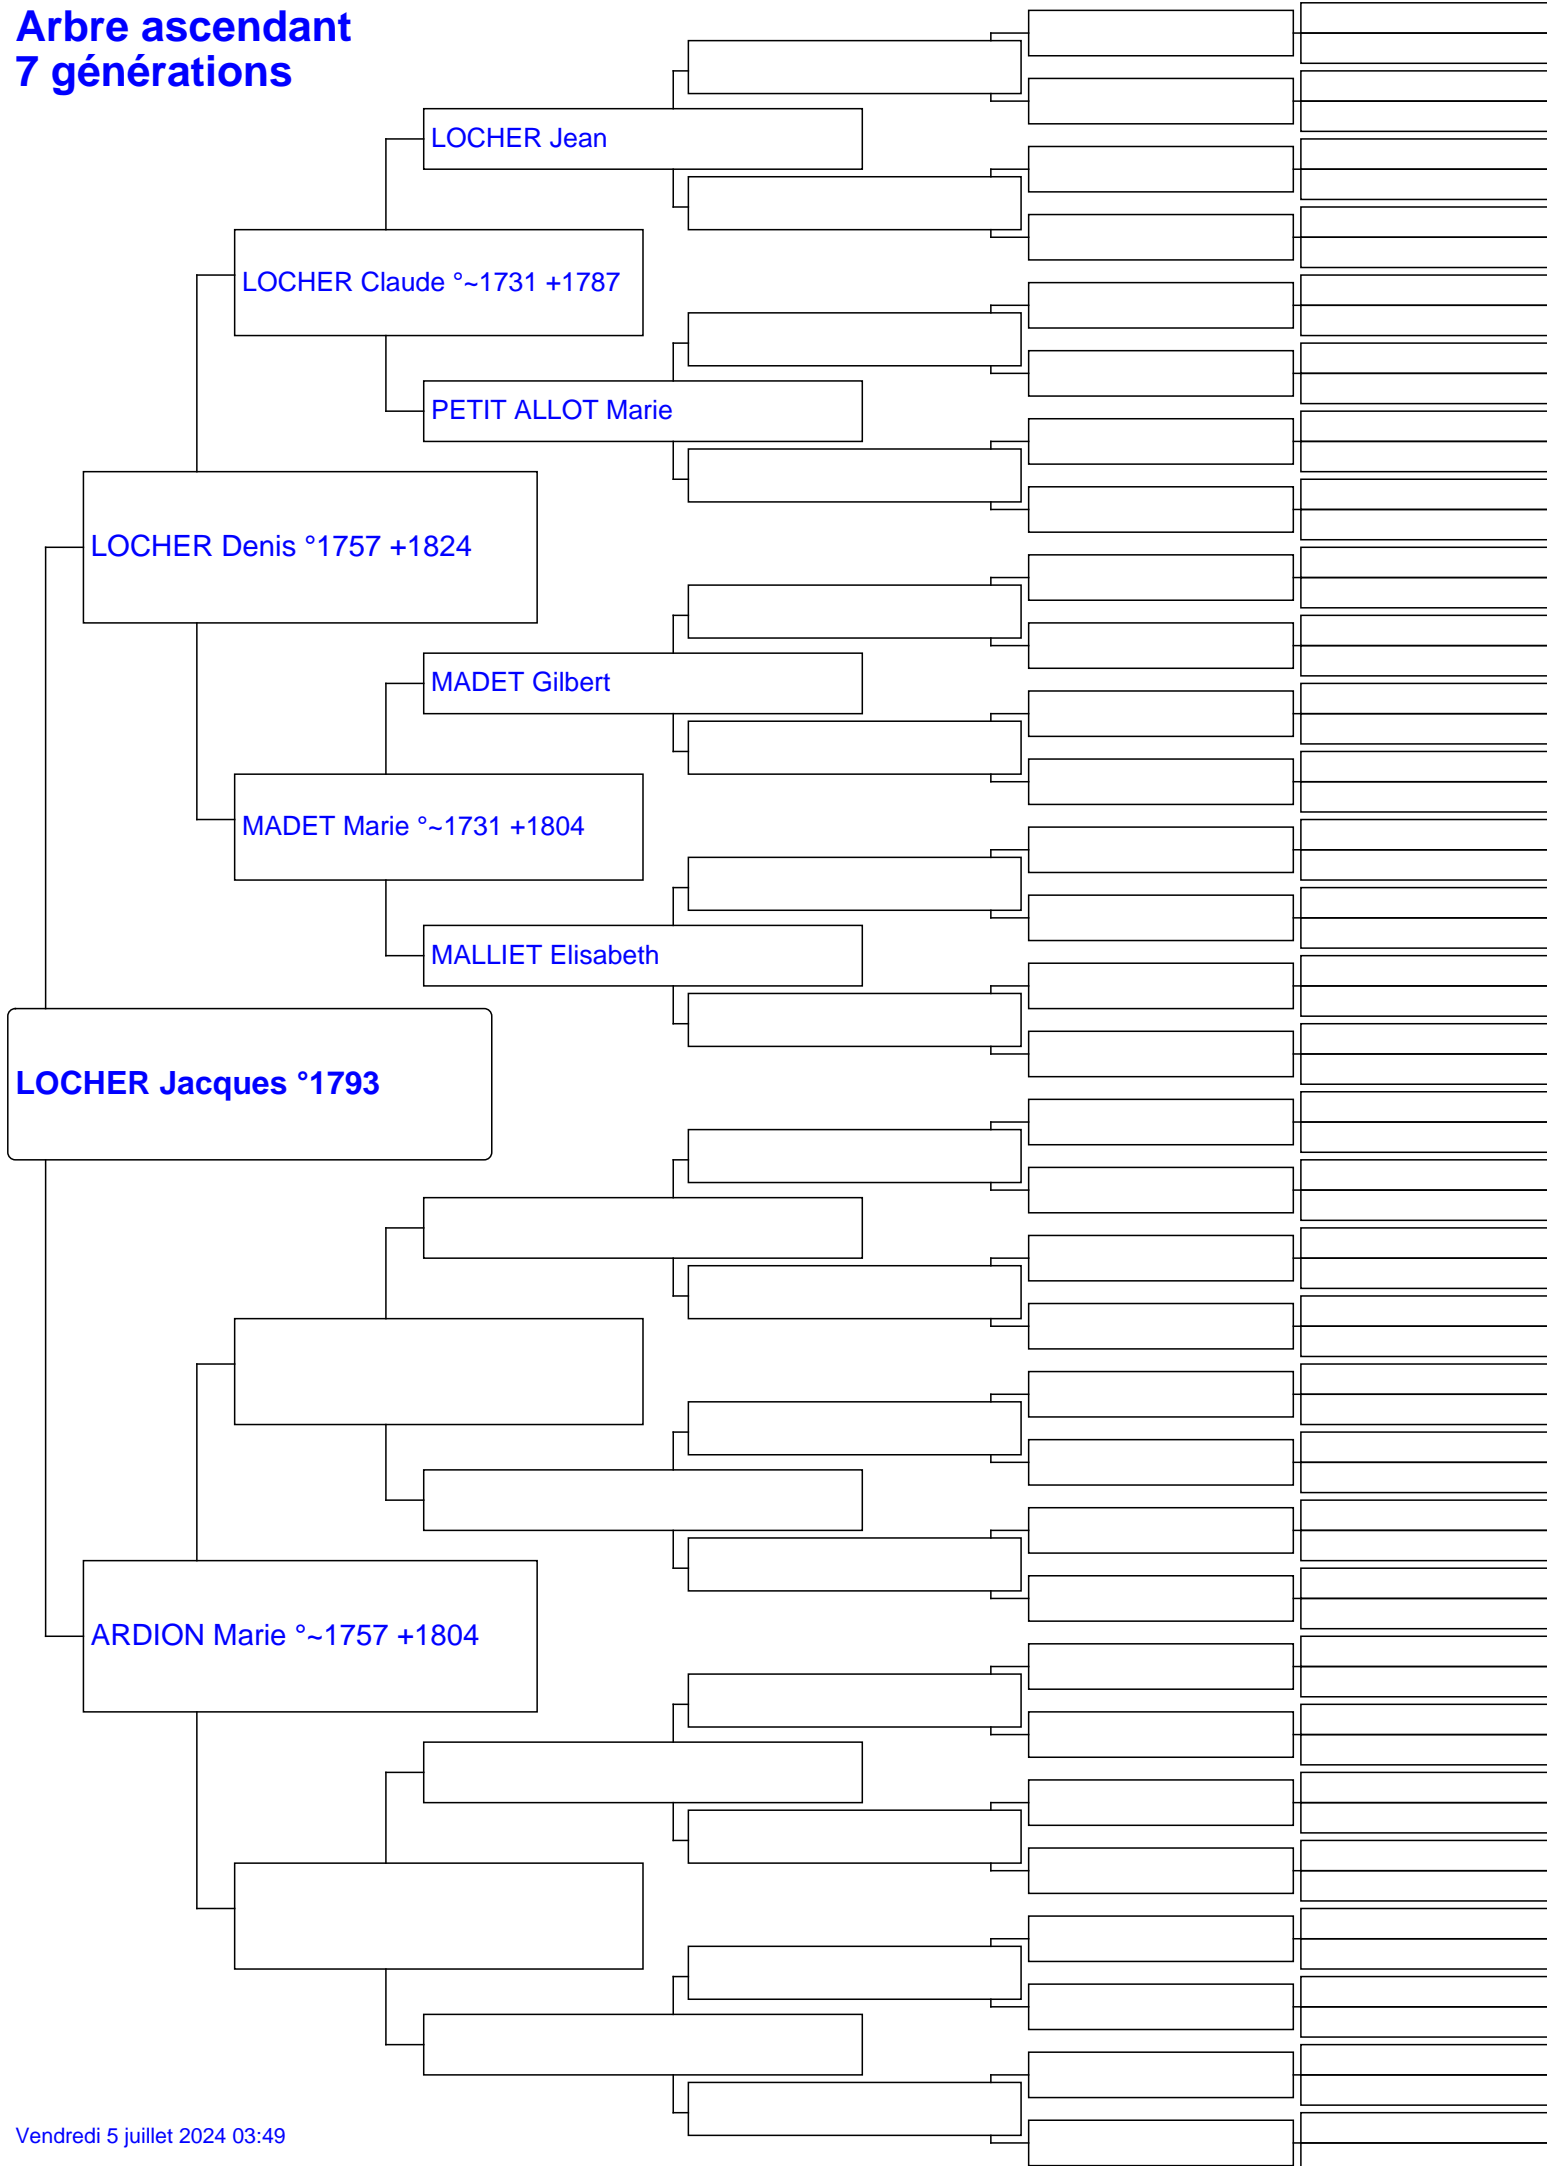 Arbre ascendant
7 générations
LOCHER Jean
LOCHER Claude °~1731 +1787
PETIT ALLOT Marie
LOCHER Denis °1757 +1824
MADET Gilbert
MADET Marie °~1731 +1804
MALLIET Elisabeth
LOCHER Jacques °1793
ARDION Marie °~1757 +1804
Vendredi 5 juillet 2024 03:49